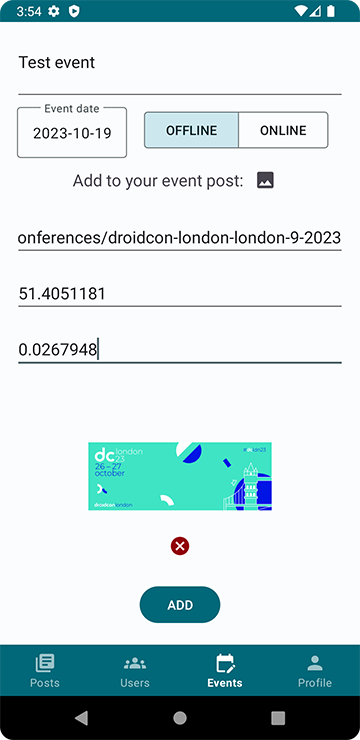 3:54
Test event
Event date
2023-10-19
OFFLINE
ONLINE
Add to your event post:
onferences/droidcon-london-london-9-2023
51.4051181
0.0267948
dc london
23
26 – 27
october
#dcldn23
droidcon london
ADD
Posts
Users
Events
Profile